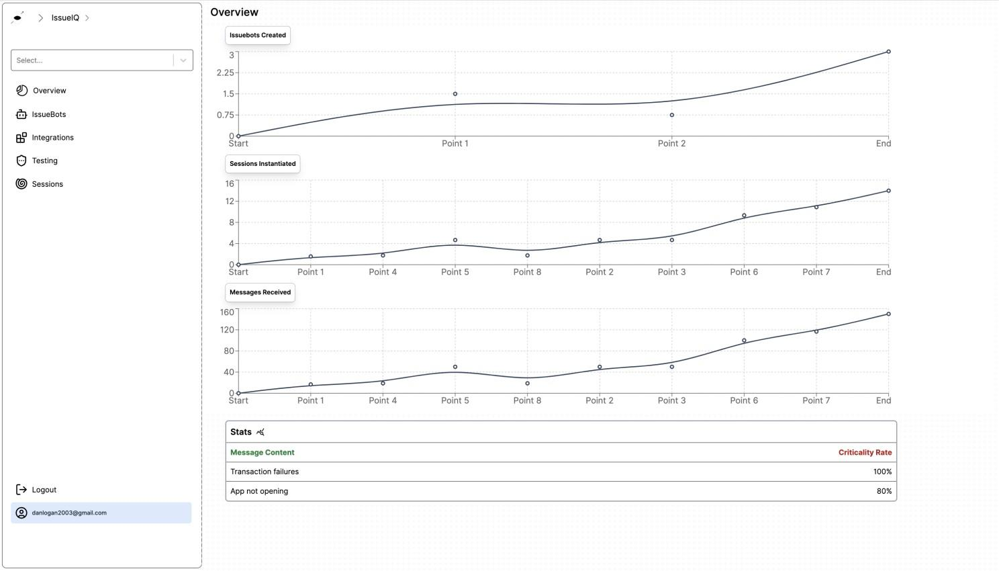 IssueIQ
Select...
Overview
IssueBots
Integrations
Testing
Sessions
Logout
danlogan2003@gmail.com
Overview
Issuebots Created
3
2.25
1.5
0.75
0
Start Point 1 Point 2 End
Sessions Instantiated
16
12
8
4
0
Start Point 1 Point 4 Point 5 Point 8 Point 2 Point 3 Point 6 Point 7 End
Messages Received
160
120
80
40
0
Start Point 1 Point 4 Point 5 Point 8 Point 2 Point 3 Point 6 Point 7 End
Stats
Message Content Criticality Rate
Transaction failures 100%
App not opening 80%